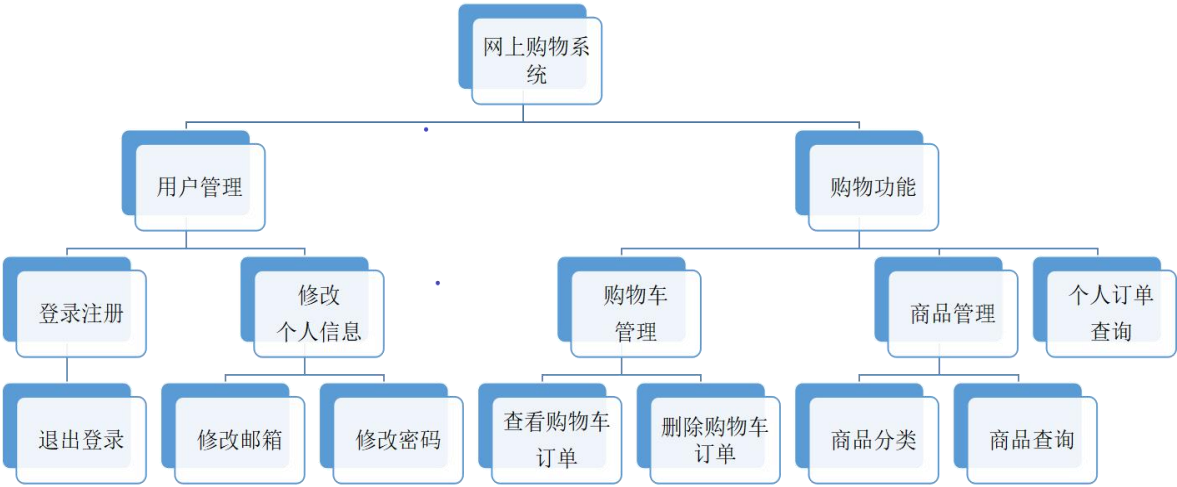 网上购物系
统
用户管理
购物功能
登录注册
修改
个人信息
购物车
管理
商品管理
个人订单
查询
退出登录
修改邮箱
修改密码
查看购物车
订单
删除购物车
订单
商品分类
商品查询